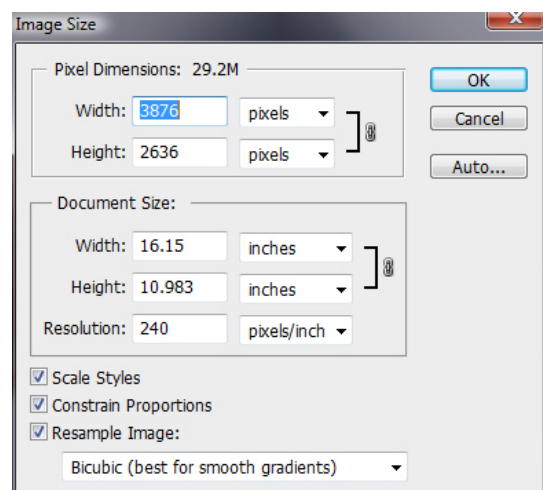 Image Size
Pixel Dimensions: 29.2M
OK
Width: 3876 pixels
Cancel
Height: 2636 pixels
Auto...
Document Size:
Width: 16.15 inches
Height: 10.983 inches
Resolution: 240 pixels/inch
Scale Styles
Constrain Proportions
Resample Image:
Bicubic (best for smooth gradients)